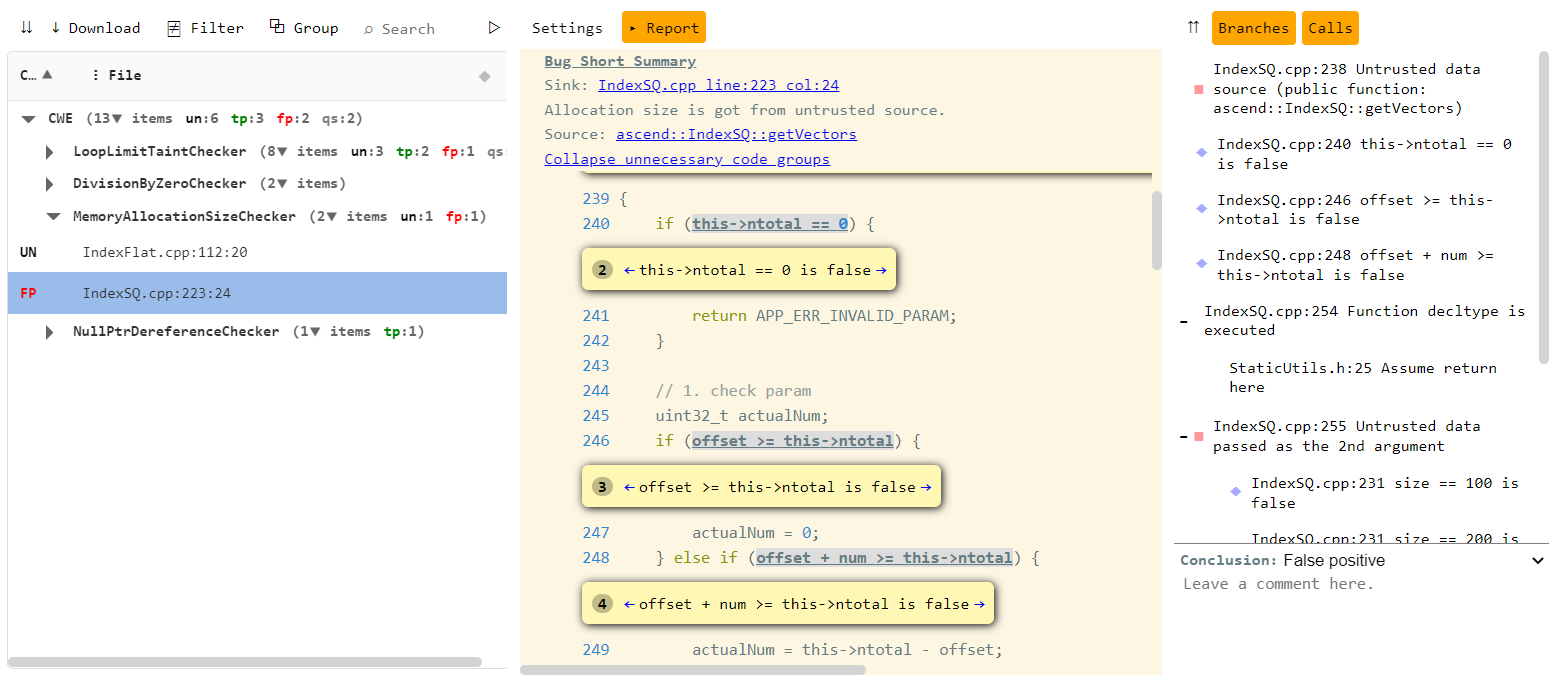 Download Filter Group Search
C… File
CWE (13 items un:6 tp:3 fp:2 qs:2)
LoopLimitTaintChecker (8 items un:3 tp:2 fp:1 qs:
DivisionByZeroChecker (2 items)
MemoryAllocationSizeChecker (2 items un:1 fp:1)
UN IndexFlat.cpp:112:20
FP IndexSQ.cpp:223:24
NullPtrDereferenceChecker (1 items tp:1)
Settings Report
Bug Short Summary
Sink: IndexSQ.cpp line:223 col:24
Allocation size is got from untrusted source.
Source: ascend::IndexSQ::getVectors
Collapse unnecessary code groups
239 {
240 if (this->ntotal == 0) {
2 ←this->ntotal == 0 is false→
241 return APP_ERR_INVALID_PARAM;
242 }
243
244 // 1. check param
245 uint32_t actualNum;
246 if (offset >= this->ntotal) {
3 ←offset >= this->ntotal is false→
247 actualNum = 0;
248 } else if (offset + num >= this->ntotal) {
4 ←offset + num >= this->ntotal is false→
249 actualNum = this->ntotal - offset;
Branches Calls
IndexSQ.cpp:238 Untrusted data
source (public function:
ascend::IndexSQ::getVectors)
IndexSQ.cpp:240 this->ntotal == 0
is false
IndexSQ.cpp:246 offset >= this-
>ntotal is false
IndexSQ.cpp:248 offset + num >=
this->ntotal is false
IndexSQ.cpp:254 Function decltype is
executed
StaticUtils.h:25 Assume return
here
IndexSQ.cpp:255 Untrusted data
passed as the 2nd argument
IndexSQ.cpp:231 size == 100 is
false
IndexSQ.cpp:231 size == 200 is
Conclusion: False positive
Leave a comment here.